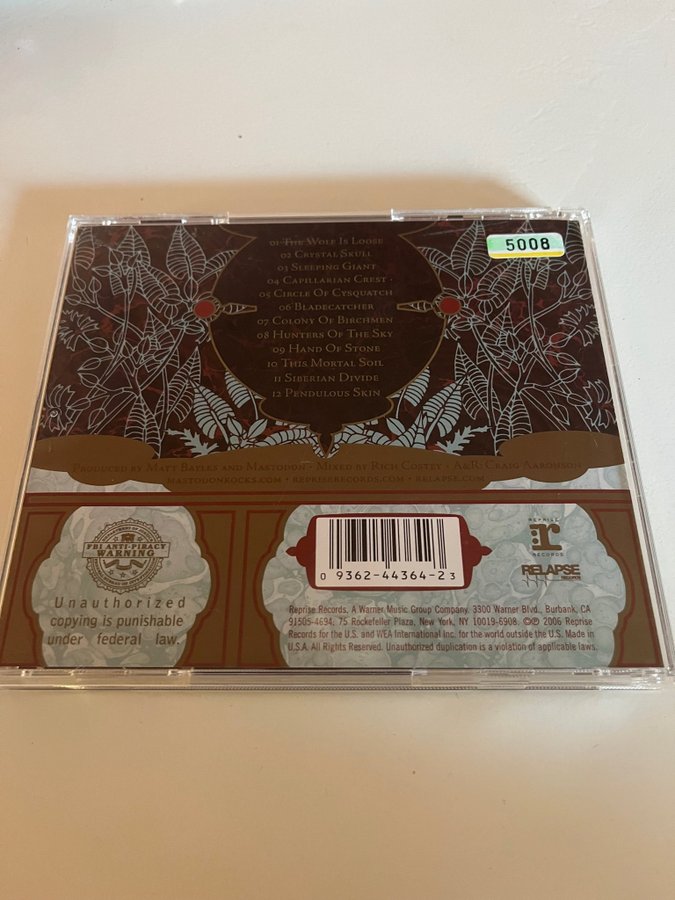 01 The Wolf Is Loose
5008
02 Crystal Skull
03 Sleeping Giant
04 Capillarian Crest
05 Circle Of Cysquatch
06 Bladecatcher
07 Colony Of Birchmen
08 Hunters Of The Sky
09 Hand Of Stone
10 This Mortal Soil
11 Siberian Divide
12 Pendulous Skin
Produced by Matt Bayles and Mastodon • Mixed by Rich Costey • A&R: Craig Aaronson
mastodonrocks.com • repriserecords.com • relapse.com
FBI ANTI-PIRACY
WARNING
Unauthorized
copying is punishable
under federal law.
0 9362-44364-2 3
REPRISE
r
RECORDS
RELAPSE
RECORDS
Reprise Records, A Warner Music Group Company, 3300 Warner Blvd., Burbank, CA
91505-4694; 75 Rockefeller Plaza, New York, NY 10019-6908. ©℗ 2006 Reprise
Records for the U.S. and WEA International Inc. for the world outside the U.S. Made in
U.S.A. All Rights Reserved. Unauthorized duplication is a violation of applicable laws.